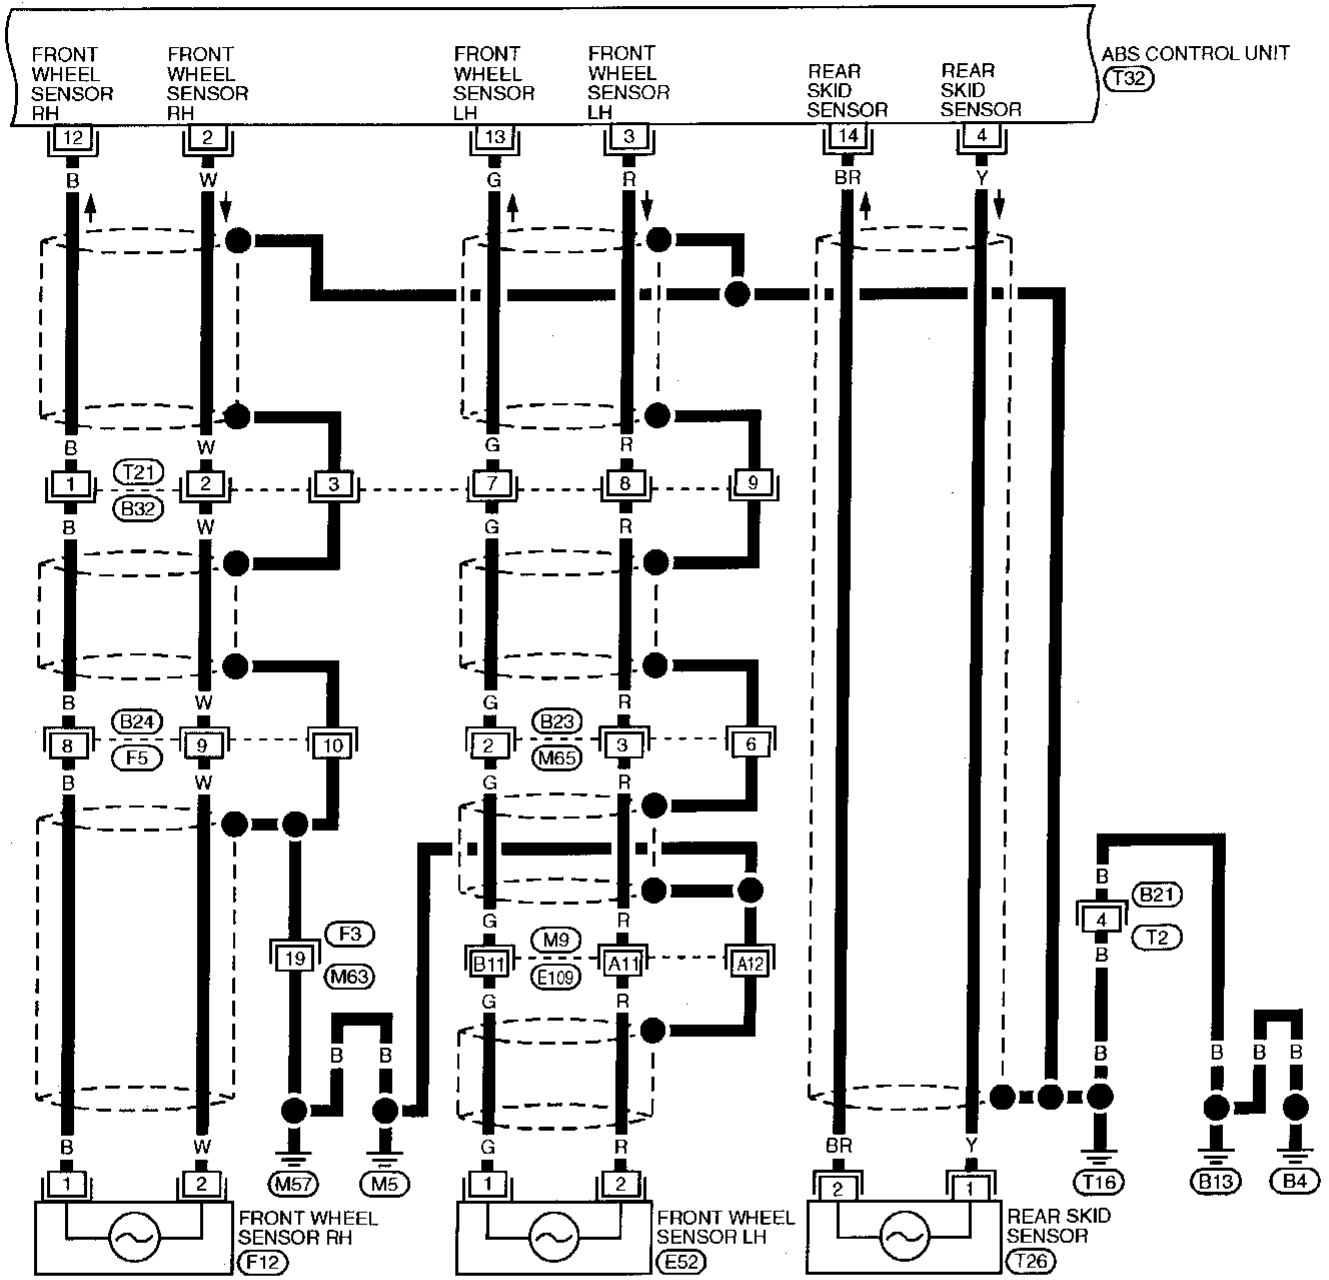 FRONT WHEEL SENSOR RH
FRONT WHEEL SENSOR RH
FRONT WHEEL SENSOR LH
FRONT WHEEL SENSOR LH
REAR SKID SENSOR
REAR SKID SENSOR
ABS CONTROL UNIT
T32
12 2 13 3 14 4
B W G R BR Y
B W G R
1 T21 2 3 7 8 9
B32
B W G R
B W G R
8 B24 9 10 2 B23 3 6
F5 M65
B W G R
B
B21
4
T2
G R B
F3 M9
19 B11 A11 A12
M63 E109
G R
B B B B B B
B W G R BR Y
M57 M5 T16 B13 B4
1 2 1 2 2 1
FRONT WHEEL SENSOR RH
F12
FRONT WHEEL SENSOR LH
E52
REAR SKID SENSOR
T26